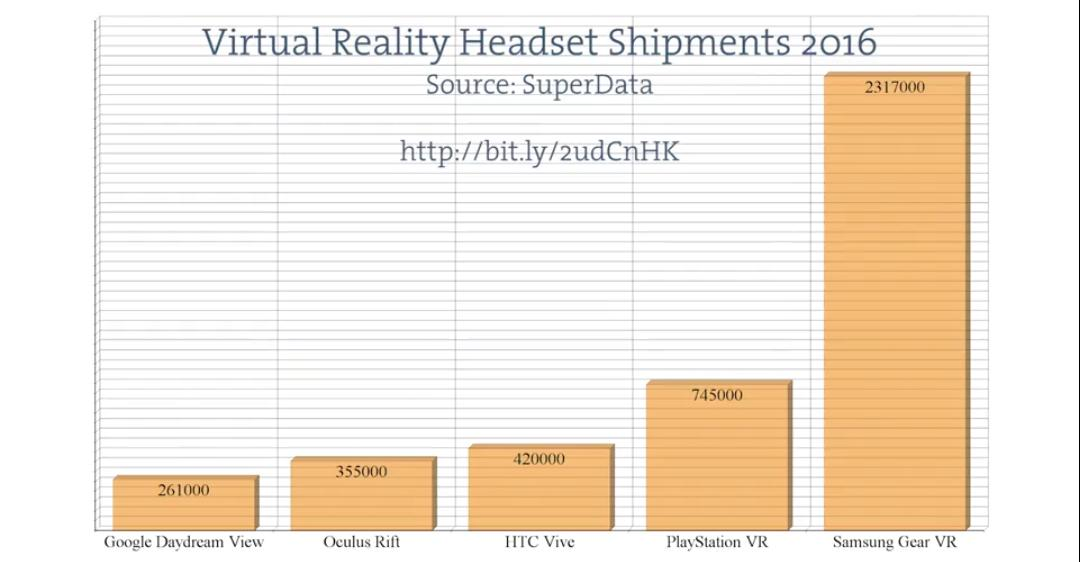 Virtual Reality Headset Shipments 2016
Source: SuperData
http://bit.ly/2udCnHK
2317000
745000
420000
355000
261000
Google Daydream View
Oculus Rift
HTC Vive
PlayStation VR
Samsung Gear VR